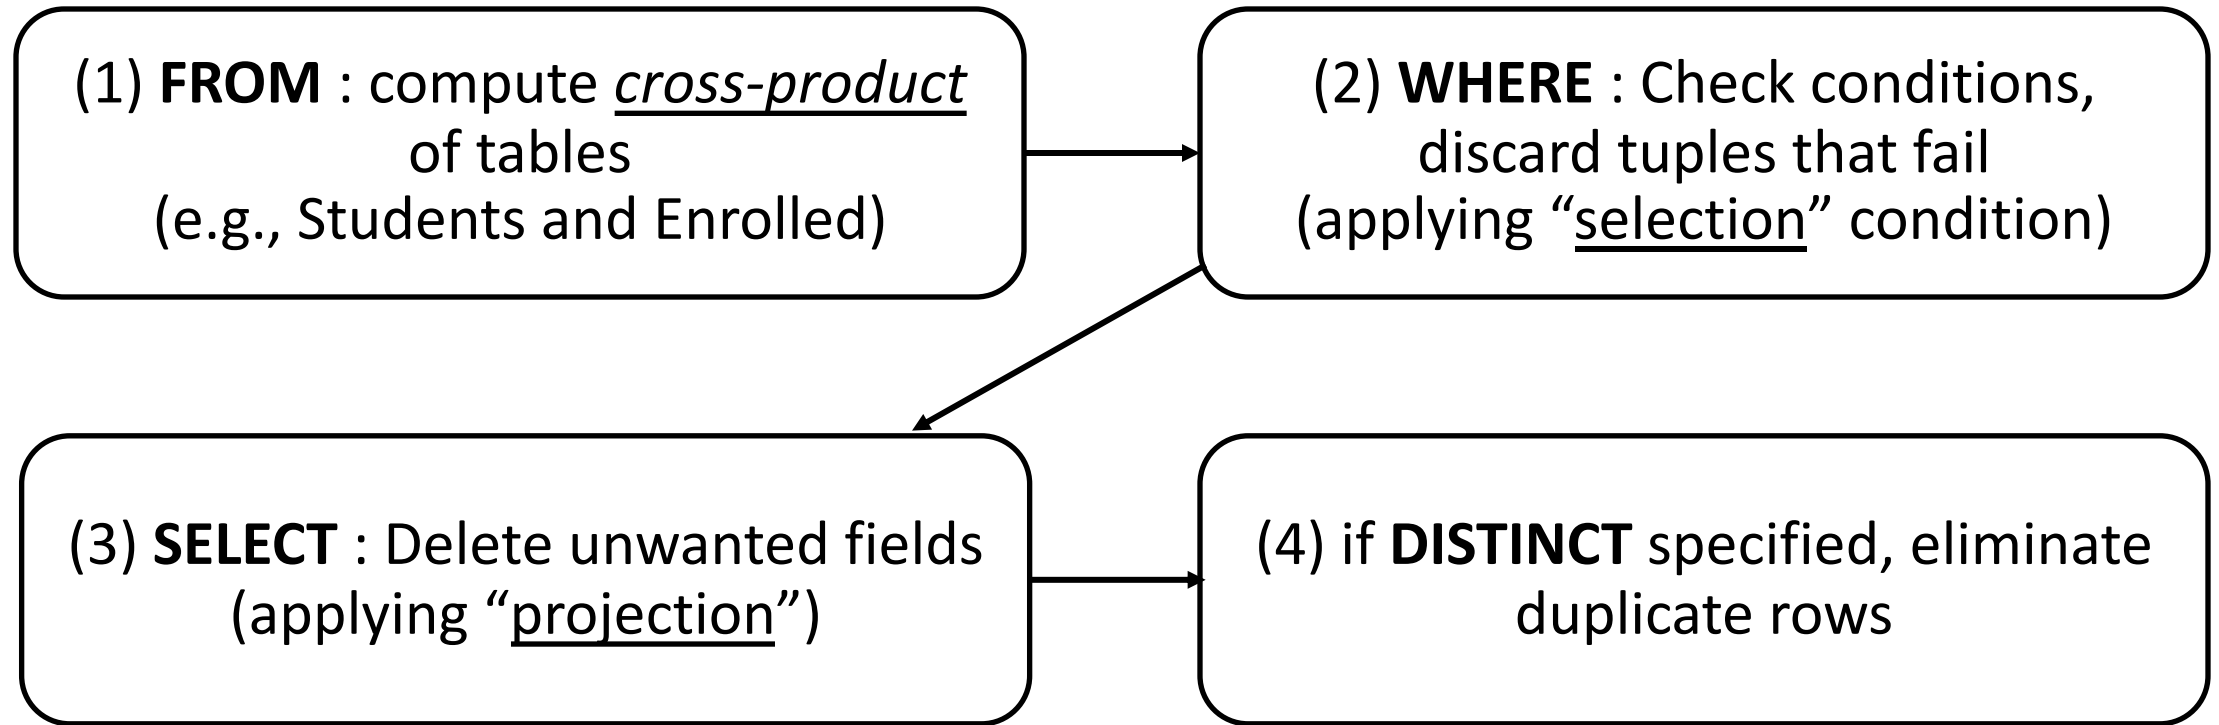 (1) FROM : compute cross-product
of tables
(e.g., Students and Enrolled)
(2) WHERE : Check conditions,
discard tuples that fail
(applying “selection” condition)
(3) SELECT : Delete unwanted fields
(applying “projection”)
(4) if DISTINCT specified, eliminate
duplicate rows